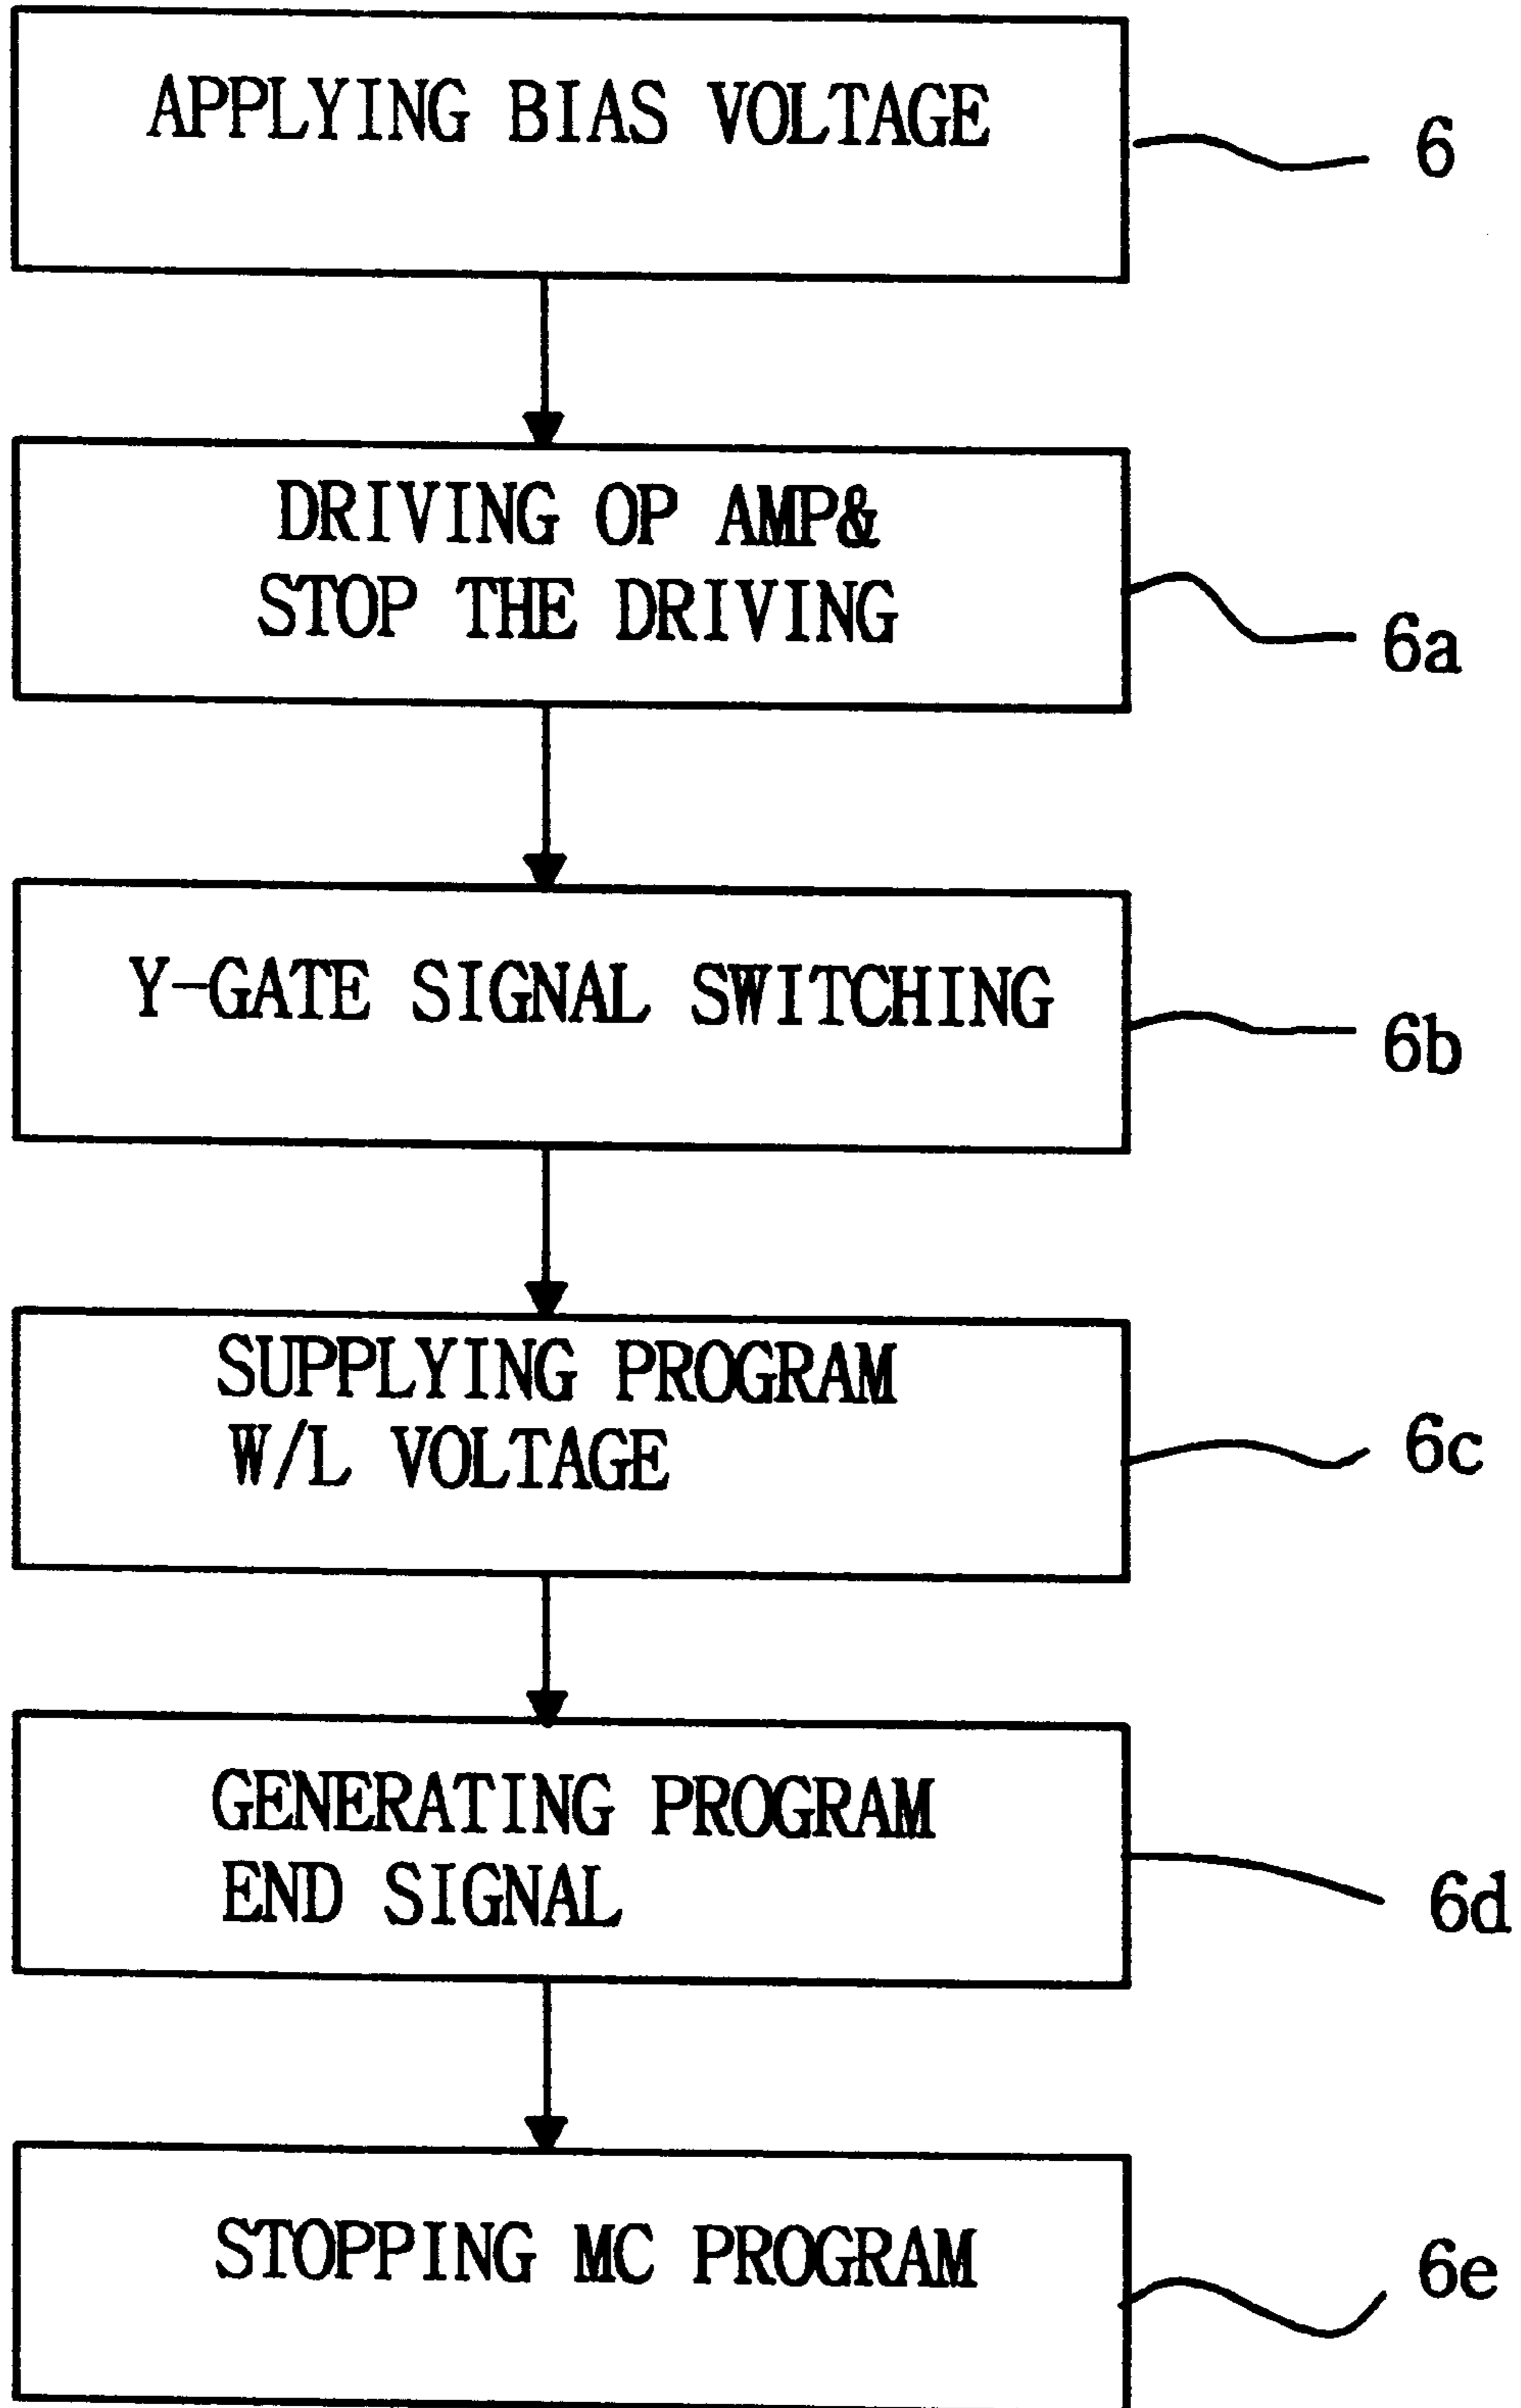 APPLYING BIAS VOLTAGE
6
DRIVING OP AMP&
STOP THE DRIVING
6a
Y-GATE SIGNAL SWITCHING
6b
SUPPLYING PROGRAM
W/L VOLTAGE
6c
GENERATING PROGRAM
END SIGNAL
6d
STOPPING MC PROGRAM
6e